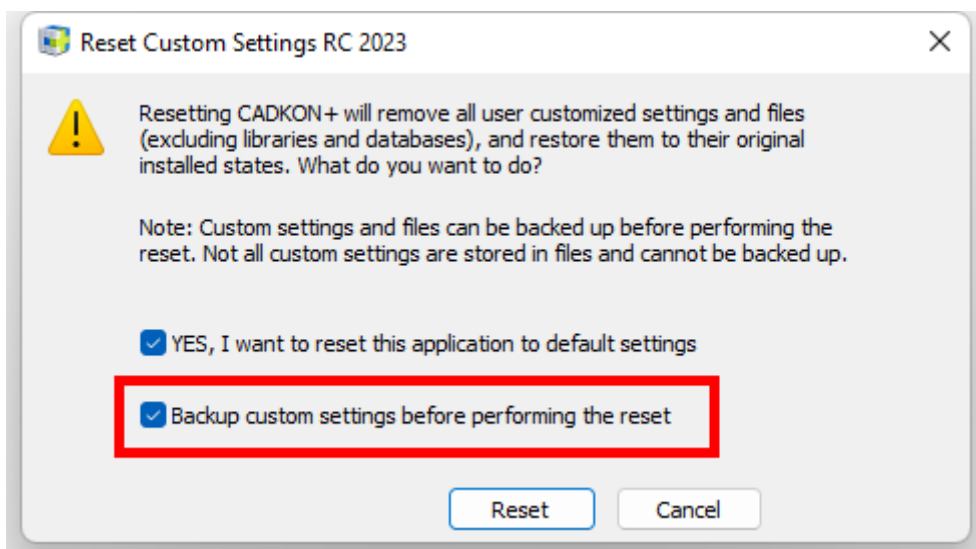 Reset Custom Settings RC 2023
Resetting CADKON+ will remove all user customized settings and files
(excluding libraries and databases), and restore them to their original
installed states. What do you want to do?
Note: Custom settings and files can be backed up before performing the
reset. Not all custom settings are stored in files and cannot be backed up.
YES, I want to reset this application to default settings
Backup custom settings before performing the reset
Reset
Cancel